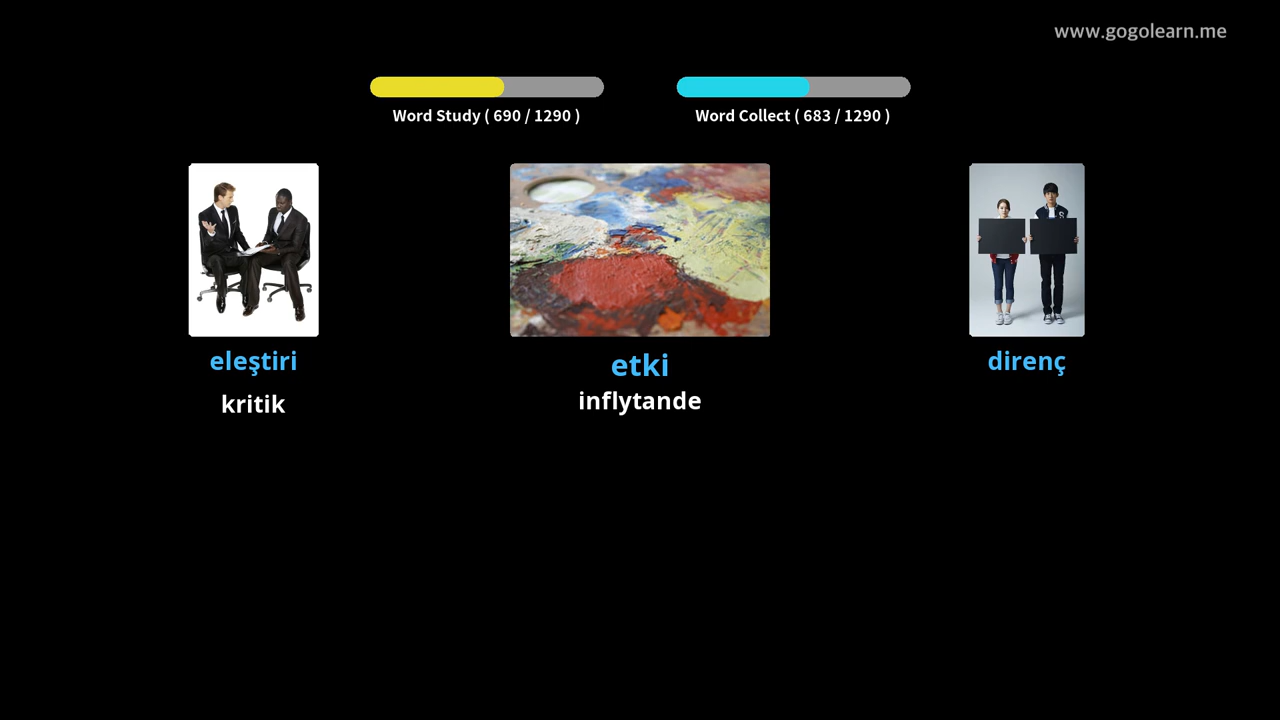 www.gogolearn.me
Word Study ( 690 / 1290 )
Word Collect ( 683 / 1290 )
eleştiri
kritik
etki
inflytande
direnç